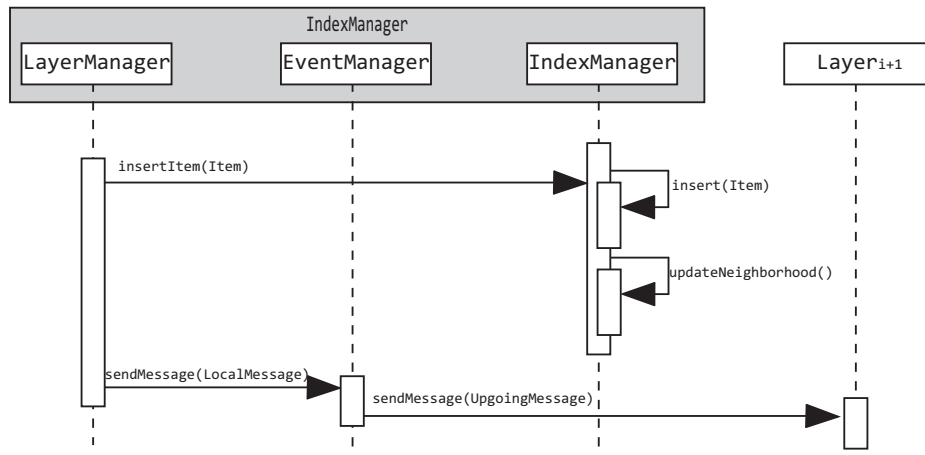 IndexManager
LayerManager
EventManager
IndexManager
Layeri+1
insertItem(Item)
insert(Item)
updateNeighborhood()
sendMessage(LocalMessage)
sendMessage(UpgoingMessage)